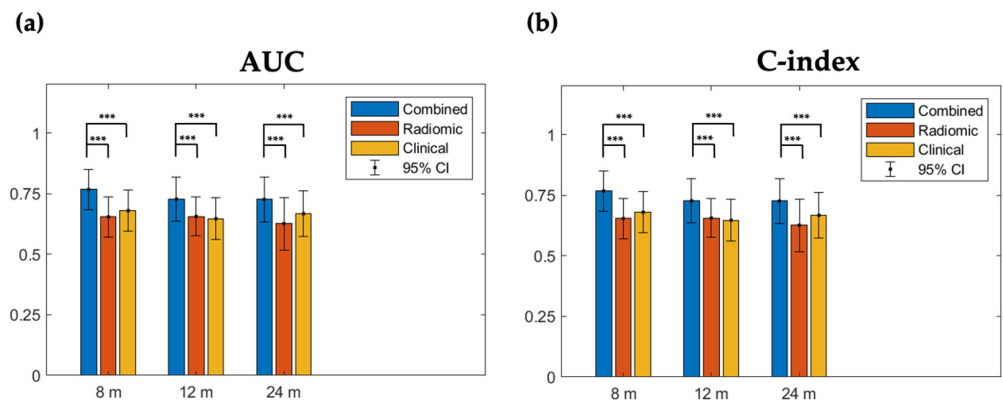 (a)
AUC
1
0.75
0.5
0.25
0
*** ***
*** ***
*** ***
8 m 12 m 24 m
Combined
Radiomic
Clinical
95% CI
(b)
C-index
1
0.75
0.5
0.25
0
*** ***
*** ***
*** ***
8 m 12 m 24 m
Combined
Radiomic
Clinical
95% CI